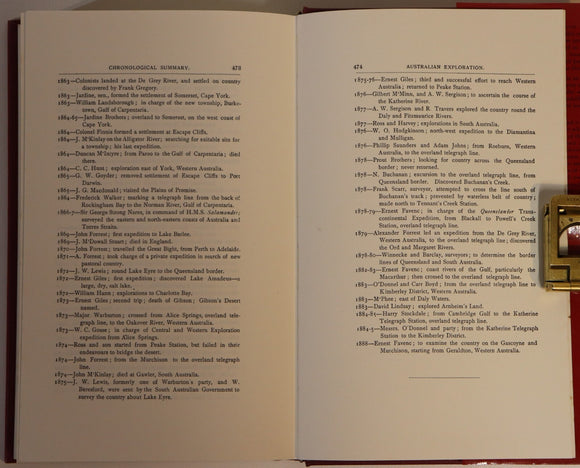 CHRONOLOGICAL SUMMARY. 473
1863—Colonists landed at the De Grey River, and settled on country
discovered by Frank Gregory.
1863—Jardine, sen., formed the settlement of Somerset, Cape York.
1863—William Landsborough; in charge of the new township, Burke-
town, Gulf of Carpentaria.
1864-65—Jardine Brothers; overland to Somerset, on the west coast of
Cape York.
1864—Colonel Finnis formed a settlement at Escape Cliffs.
1864—J. M'Kinlay on the Alligator River; searching for suitable site for
a township; his last expedition.
1864—Duncan M'Intyre; from Paroo to the Gulf of Carpentaria; died
there.
1864—C. C. Hunt; exploration east of York, Western Australia.
1865—G. W. Goyder; removed settlement of Escape Cliffs to Port
Darwin.
1865—J. G. Macdonald; visited the Plains of Promise.
1864—Frederick Walker; marking a telegraph line from the back of
Rockingham Bay to the Norman River, Gulf of Carpentaria.
1866-7—Sir George Strong Nares, in command of H.M.S. Salamander;
surveyed the eastern and north-eastern coasts of Australia and
Torres Straits.
1869—John Forrest; first expedition to Lake Barlee.
1869—J. M'Dowall Stuart; died in England.
1870—John Forrest; travelled the Great Bight, from Perth to Adelaide.
1871—A. Forrest; took charge of a private expedition in search of new
pastoral country.
1872—J. W. Lewis; round Lake Eyre to the Queensland border.
1872—Ernest Giles; first expedition. Discovered Lake Amadeus—a
large, dry, salt lake.
1872—William Hann; explorations to Charlotte Bay.
1873—Ernest Giles; second trip; death of Gibson; Gibson's Desert
named.
1873—Major Warburton; crossed from Alice Springs, overland tele-
graph line, to the Oakover River, Western Australia.
1873—W. C. Gosse; in charge of Central and Western Exploration
expedition from Alice Springs.
1874—Ross and son started from Peake Station, but failed in their
endeavours to bridge the desert.
1874—John Forrest; from the Murchison to the overland telegraph
line.
1874—John M'Kinlay; died at Gawler, South Australia.
1875—J. W. Lewis, formerly one of Warburton's party, and W.
Beresford, were sent by the South Australian Government to
survey the country about Lake Eyre.
474 AUSTRALIAN EXPLORATION.
1875-76—Ernest Giles; third and successful effort to reach Western
Australia; returned to Peake Station.
1876—Gilbert M'Minn, and A. W. Sergison; to ascertain the course of
the Katherine River.
1877—A. W. Sergison and R. Travers explored the country round the
Daly and Fitzmaurice Rivers.
1877—Ross and Harvey; explorations in South Australia.
1876—W. O. Hodgkinson; north-west expedition to the Diamantina
and Mulligan.
1878—Phillip Saunders and Adam Johns; from Roeburn, Western
Australia, to the overland telegraph line.
1878—Prout Brothers; looking for country across the Queensland
border; never returned.
1878—N. Buchanan; excursion to the overland telegraph line, from
Queensland border. Discovered Buchanan's Creek.
1878—Frank Scarr, surveyor, attempted to cross the line south of
Buchanan's track; prevented by waterless belt of country;
made north to Tennant's Creek Station.
1878-79—Ernest Favenc; in charge of the Queenslander Trans-
continental Expedition, from Blackall to Powell's Creek
Station, overland telegraph line.
1879—Alexander Forrest led an expedition from the De Grey River,
Western Australia, to the overland telegraph line; discovered
the Ord and Margaret Rivers.
1878-80—Winnecke and Barclay, surveyors; to determine the border
lines of Queensland and South Australia.
1882-83—Ernest Favenc; coast rivers of the Gulf, particularly the
Macarthur; then crossed to the overland telegraph line.
1883—O'Donnel and Carr Boyd; from the overland telegraph line to
Kimberley District, Western Australia.
1883—M'Phee; east of Daly Waters.
1883—David Lindsay; explored Arnheim's Land.
1884-85—Harry Stockdale; from Cambridge Gulf to the Katherine
Telegraph Station, overland telegraph line.
1884-5—Messrs. O'Donnel and party; from the Katherine Telegraph
Station to the Kimberley District.
1888—Ernest Favenc; to examine the country on the Gascoyne and
Murchison, starting from Geraldton, Western Australia.